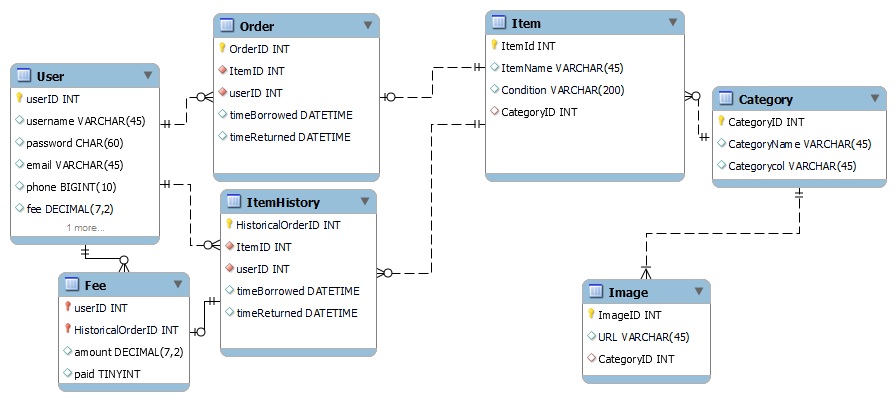 User
userID INT
username VARCHAR(45)
password CHAR(60)
email VARCHAR(45)
phone BIGINT(10)
fee DECIMAL(7,2)
1 more...
Order
OrderID INT
ItemID INT
userID INT
timeBorrowed DATETIME
timeReturned DATETIME
Item
ItemId INT
ItemName VARCHAR(45)
Condition VARCHAR(200)
CategoryID INT
Category
CategoryID INT
CategoryName VARCHAR(45)
Categorycol VARCHAR(45)
ItemHistory
HistoricalOrderID INT
ItemID INT
userID INT
timeBorrowed DATETIME
timeReturned DATETIME
Fee
userID INT
HistoricalOrderID INT
amount DECIMAL(7,2)
paid TINYINT
Image
ImageID INT
URL VARCHAR(45)
CategoryID INT